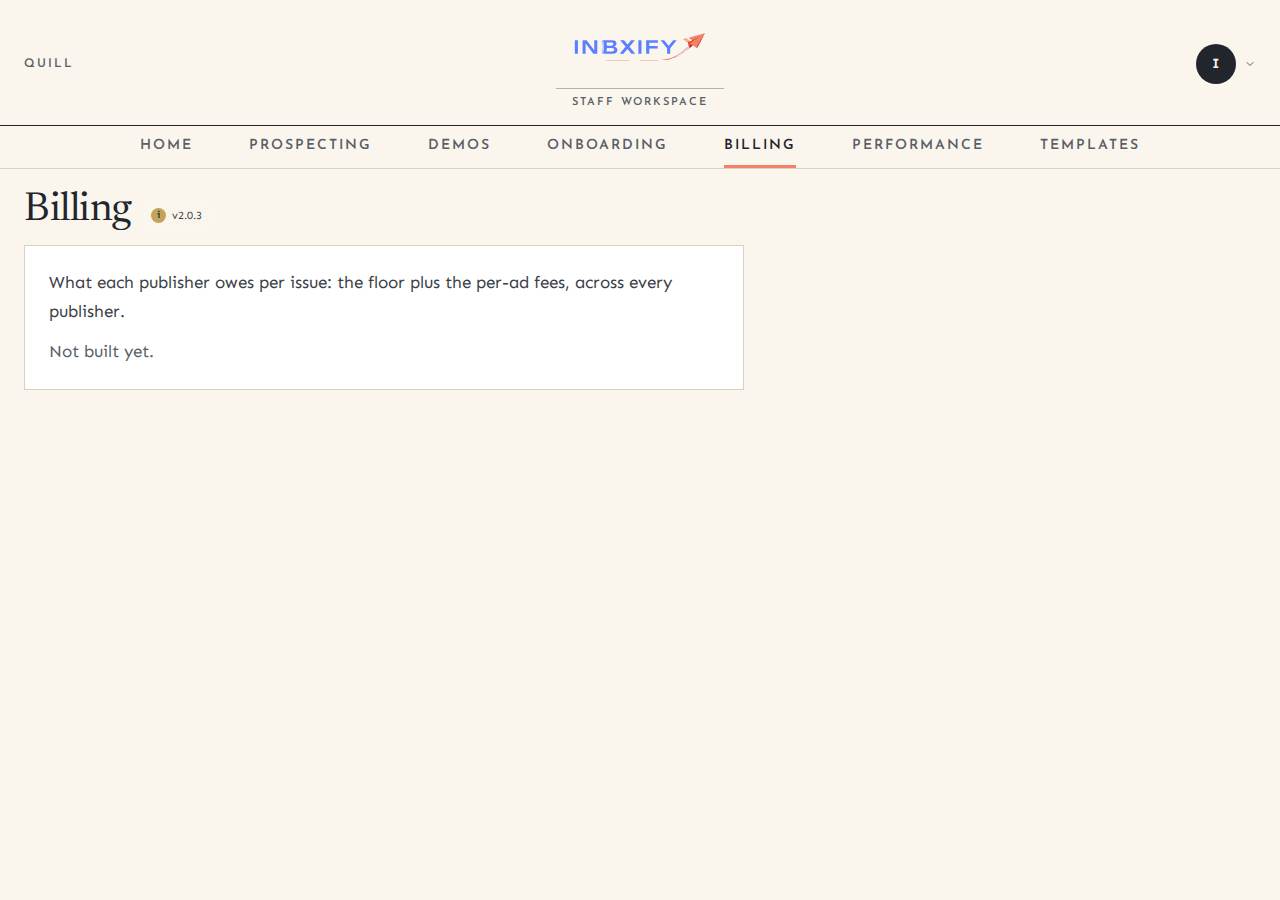 QUILL
INBXIFY
I
STAFF WORKSPACE
HOME PROSPECTING DEMOS ONBOARDING BILLING PERFORMANCE TEMPLATES
Billing
i v2.0.3
What each publisher owes per issue: the floor plus the per-ad fees, across every
publisher.
Not built yet.